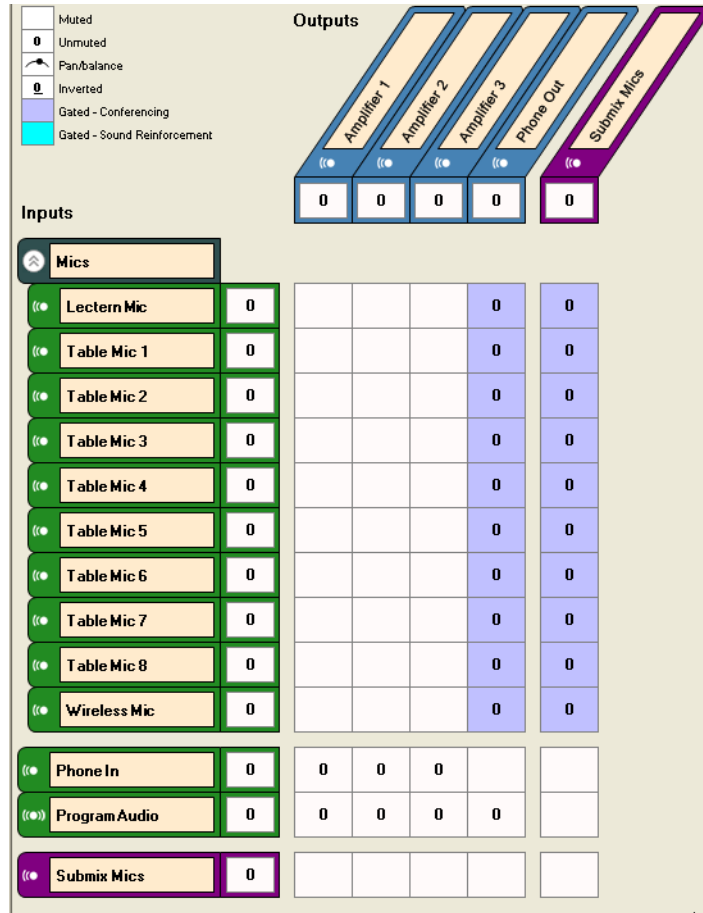 Muted
0 Unmuted
Pan/balance
0 Inverted
Gated - Conferencing
Gated - Sound Reinforcement
Outputs
Amplifier 1
Amplifier 2
Amplifier 3
Phone Out
Submix Mics
0 0 0 0 0
Inputs
Mics
Lectern Mic 0 0 0
Table Mic 1 0 0 0
Table Mic 2 0 0 0
Table Mic 3 0 0 0
Table Mic 4 0 0 0
Table Mic 5 0 0 0
Table Mic 6 0 0 0
Table Mic 7 0 0 0
Table Mic 8 0 0 0
Wireless Mic 0 0 0
Phone In 0 0 0 0
Program Audio 0 0 0 0 0
Submix Mics 0